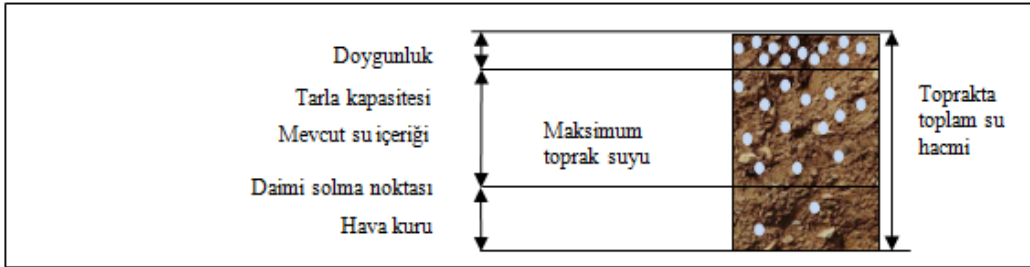 Doygunluk
Tarla kapasitesi
Mevcut su içeriği
Daimi solma noktası
Hava kuru
Maksimum
toprak suyu
Toprakta
toplam su
hacmi